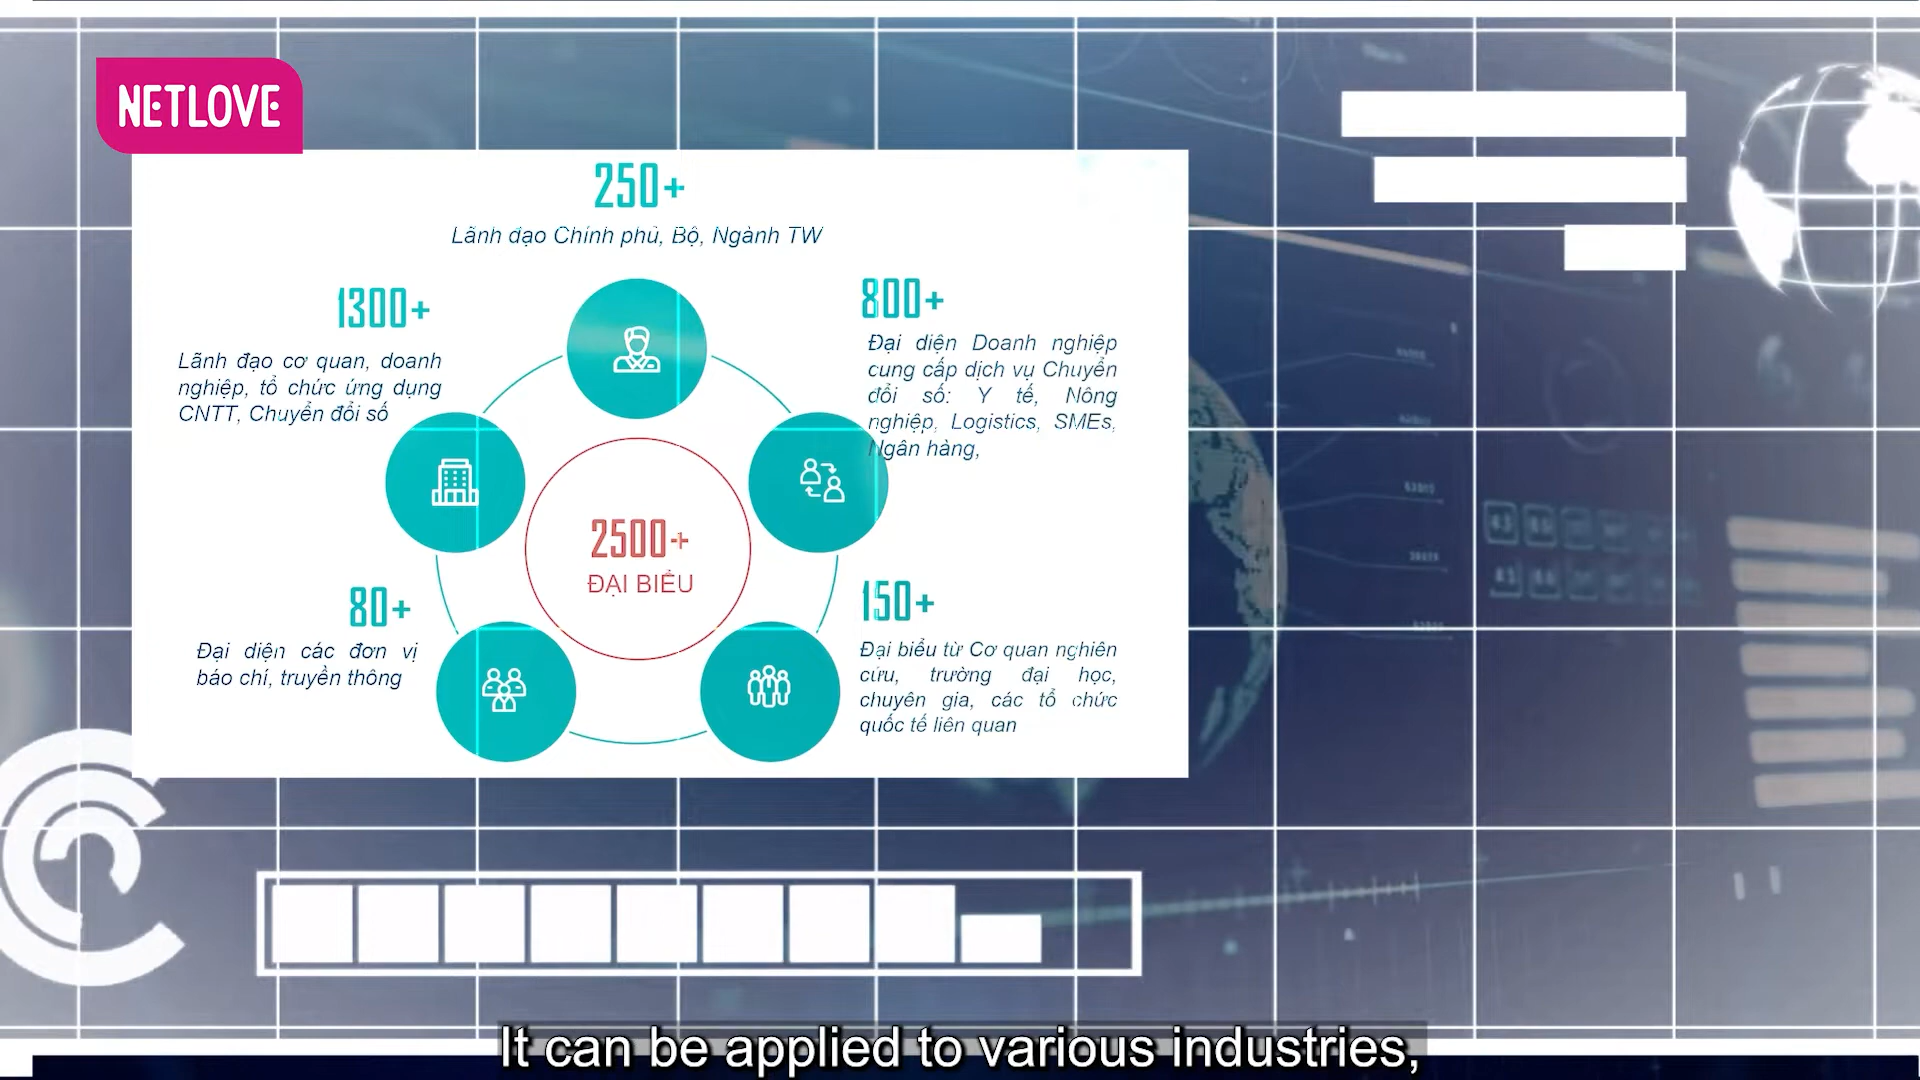 NETLOVE
250+
Lãnh đạo Chính phủ, Bộ, Ngành TW
1300+
Lãnh đạo cơ quan, doanh
nghiệp, tổ chức ứng dụng
CNTT, Chuyển đổi số
800+
Đại diện Doanh nghiệp
cung cấp dịch vụ Chuyển
đổi số: Y tế, Nông
nghiệp, Logistics, SMEs,
Ngân hàng,
2500+
ĐẠI BIỂU
80+
Đại diện các đơn vị
báo chí, truyền thông
150+
Đại biểu từ Cơ quan nghiên
cứu, trường đại học,
chuyên gia, các tổ chức
quốc tế liên quan
It can be applied to various industries,